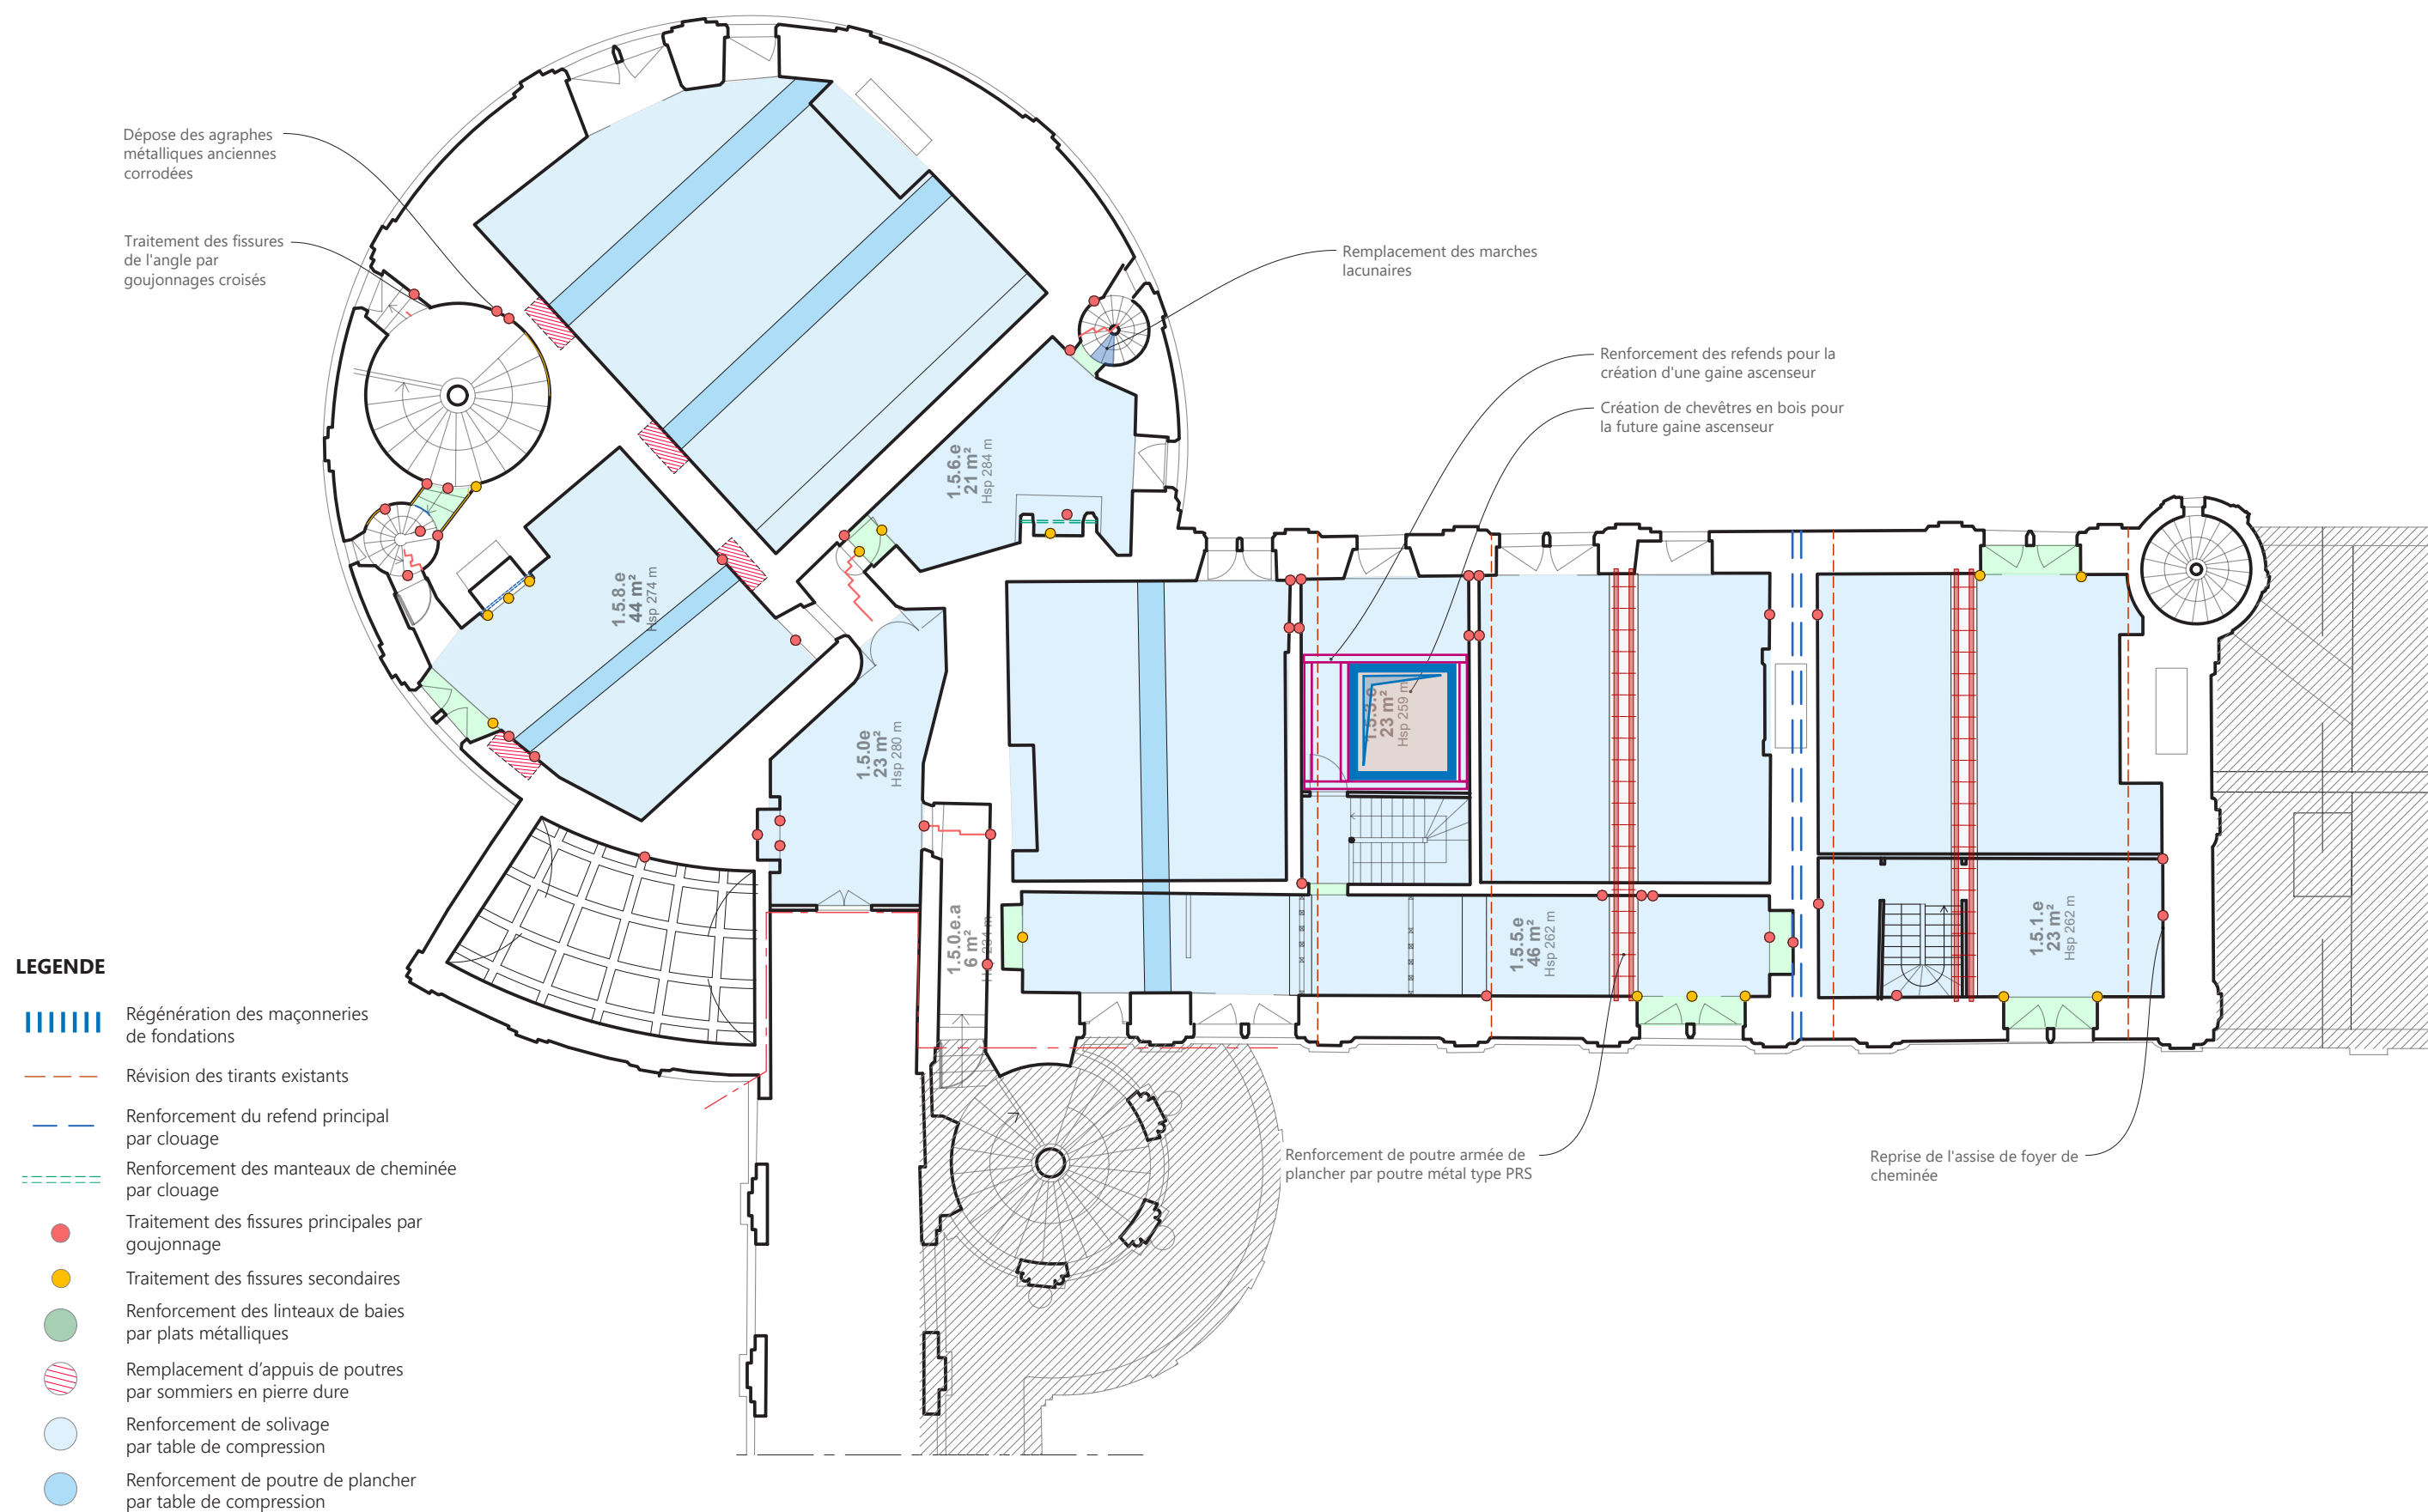 Dépose des agraphes
métalliques anciennes
corrodées
Traitement des fissures
de l'angle par
goujonnages croisés
Remplacement des marches
lacunaires
Renforcement des refends pour la
création d'une gaine ascenseur
Création de chevêtres en bois pour
la future gaine ascenseur
1.5.6.e
21 m²
Hsp 284 m
1.5.8.e
44 m²
Hsp 274 m
1.5.0e
23 m²
Hsp 280 m
1.5.3.e
23 m²
Hsp 259 m
1.5.0.e.a
6 m²
1.5.5.e
46 m²
Hsp 262 m
1.5.1.e
23 m²
Hsp 262 m
Renforcement de poutre armée de
plancher par poutre métal type PRS
Reprise de l'assise de foyer de
cheminée
LEGENDE
Régénération des maçonneries
de fondations
Révision des tirants existants
Renforcement du refend principal
par clouage
Renforcement des manteaux de cheminée
par clouage
Traitement des fissures principales par
goujonnage
Traitement des fissures secondaires
Renforcement des linteaux de baies
par plats métalliques
Remplacement d'appuis de poutres
par sommiers en pierre dure
Renforcement de solivage
par table de compression
Renforcement de poutre de plancher
par table de compression